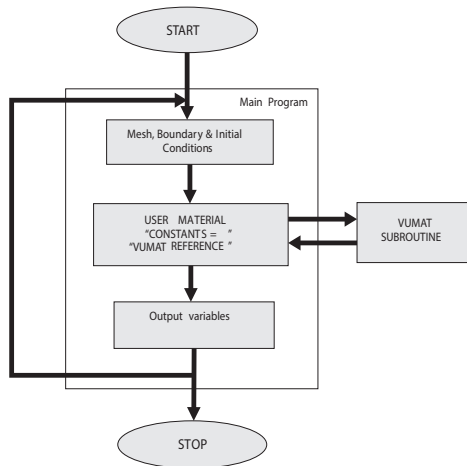 START
Main Program
Mesh, Boundary & Initial
Conditions
USER MATERIAL
"CONSTANTS = "
"VUMAT REFERENCE "
VUMAT
SUBROUTINE
Output variables
STOP